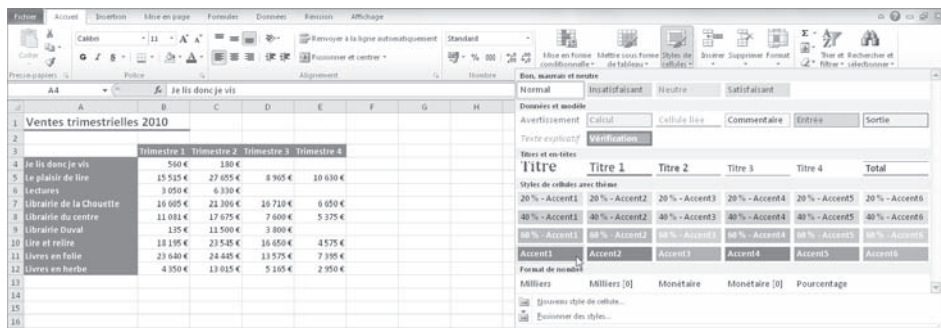 Fichier Accueil Insertion Mise en page Formules Données Révision Affichage
Calibri 11 A A Renvoyer à la ligne automatiquement Standard
Coller G I S A Fusionner et centrer % 000
Mise en forme conditionnelle Mettre sous forme de tableau Styles de cellules Insérer Supprimer Format Trier et filtrer Rechercher et sélectionner
Presse-papiers Police Alignement Nombre
A4 fx Je lis donc je vis
A B C D E F G H
1 Ventes trimestrielles 2010
2
3 Trimestre 1 Trimestre 2 Trimestre 3 Trimestre 4
4 Je lis donc je vis 560 € 180 €
5 Le plaisir de lire 15 515 € 27 655 € 8 965 € 10 630 €
6 Lectures 3 050 € 6 330 €
7 Librairie de la Chouette 16 605 € 21 306 € 16 710 € 6 650 €
8 Librairie du centre 11 081 € 17 675 € 7 600 € 5 375 €
9 Librairie Duval 135 € 11 500 € 3 800 €
10 Lire et relire 18 195 € 23 545 € 16 650 € 4 575 €
11 Livres en folie 23 640 € 24 445 € 13 575 € 7 395 €
12 Livres en herbe 4 350 € 13 015 € 5 165 € 2 950 €
13
14
15
16
Bon, mauvais et neutre
Normal Insatisfaisant Neutre Satisfaisant
Données et modèle
Avertissement Calcul Cellule liée Commentaire Entrée Sortie
Texte explicatif Vérification
Titres et en-têtes
Titre Titre 1 Titre 2 Titre 3 Titre 4 Total
Styles de cellules avec thème
20 % - Accent1 20 % - Accent2 20 % - Accent3 20 % - Accent4 20 % - Accent5 20 % - Accent6
40 % - Accent1 40 % - Accent2 40 % - Accent3 40 % - Accent4 40 % - Accent5 40 % - Accent6
60 % - Accent1 60 % - Accent2 60 % - Accent3 60 % - Accent4 60 % - Accent5 60 % - Accent6
Accent1 Accent2 Accent3 Accent4 Accent5 Accent6
Format de nombre
Milliers Milliers [0] Monétaire Monétaire [0] Pourcentage
Nouveau style de cellule...
Fusionner des styles...